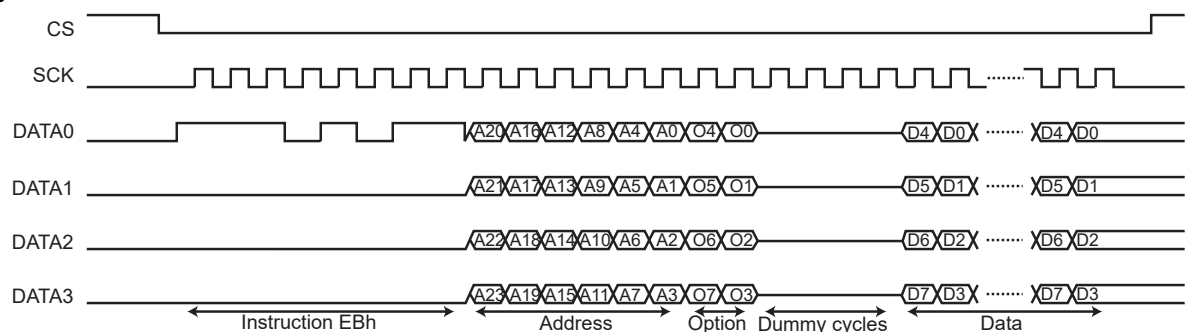 CS
SCK
DATA0 A20 A16 A12 A8 A4 A0 O4 O0 D4 D0 ........ D4 D0
DATA1 A21 A17 A13 A9 A5 A1 O5 O1 D5 D1 ........ D5 D1
DATA2 A22 A18 A14 A10 A6 A2 O6 O2 D6 D2 ........ D6 D2
DATA3 A23 A19 A15 A11 A7 A3 O7 O3 D7 D3 ........ D7 D3
Instruction EBh Address Option Dummy cycles Data